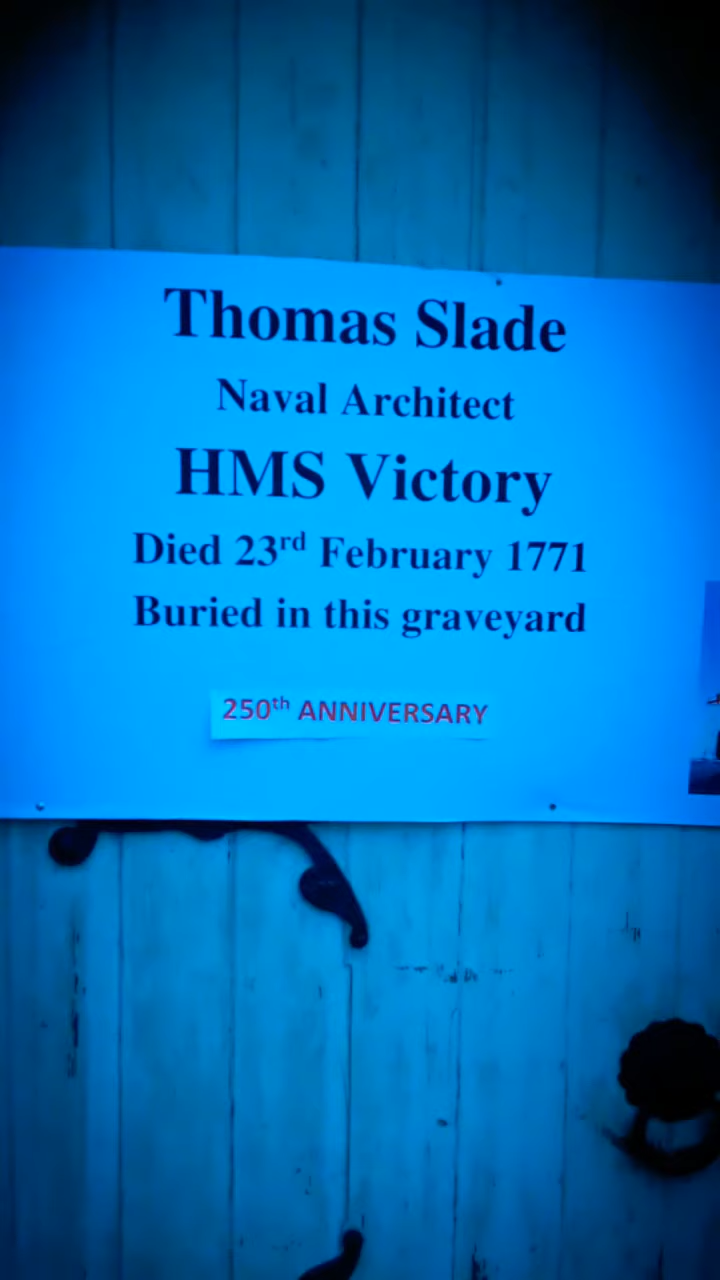 Thomas Slade
Naval Architect
HMS Victory
Died 23rd February 1771
Buried in this graveyard
250th ANNIVERSARY